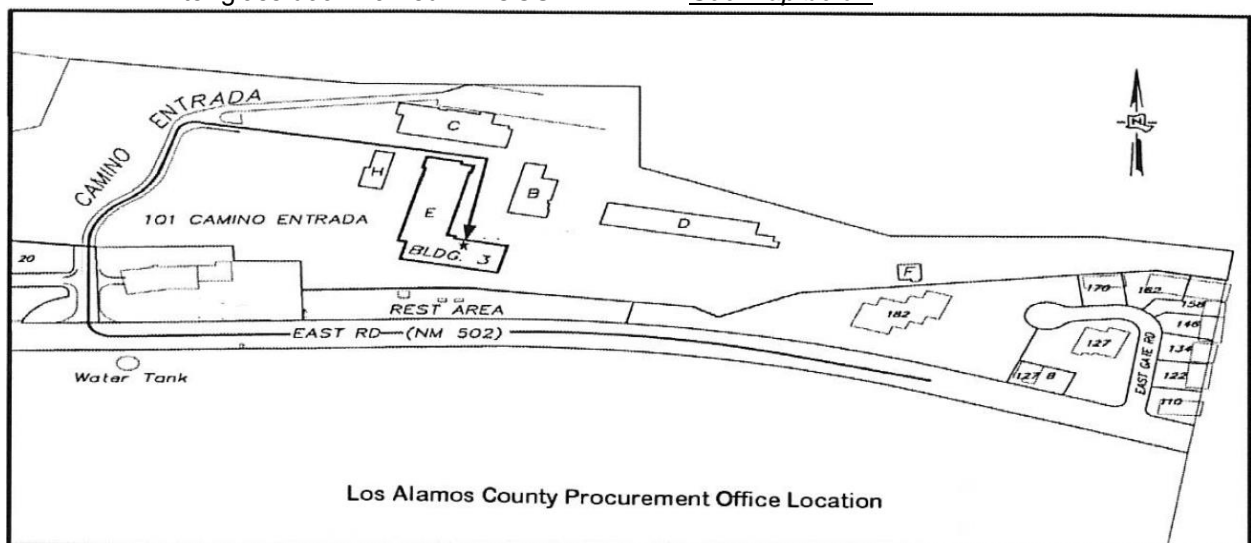 ENTRADA
CAMINO
C
H
B
E
101 CAMINO ENTRADA
D
BLDG. 3
20
F
170
162
158
REST AREA
182
146
EAST RD (NM 502)
127
134
Water Tank
127 B
122
EAST GATE RD
110
N
Los Alamos County Procurement Office Location